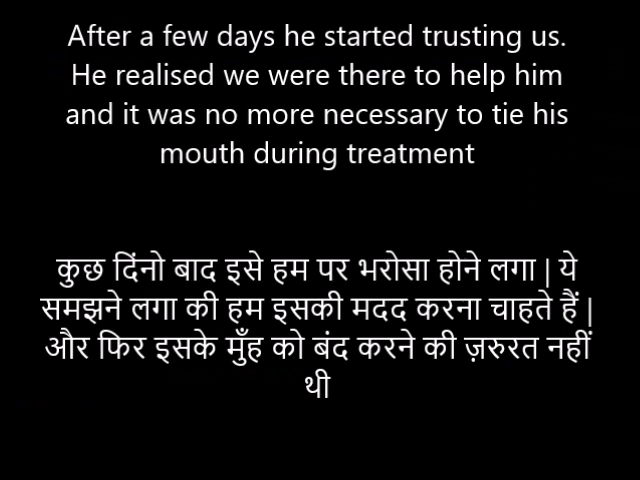 After a few days he started trusting us.
He realised we were there to help him
and it was no more necessary to tie his
mouth during treatment
कुछ दिंनो बाद इसे हम पर भरोसा होने लगा | ये
समझने लगा की हम इसकी मदद करना चाहते हैं |
और फिर इसके मुँह को बंद करने की ज़रुरत नहीं
थी